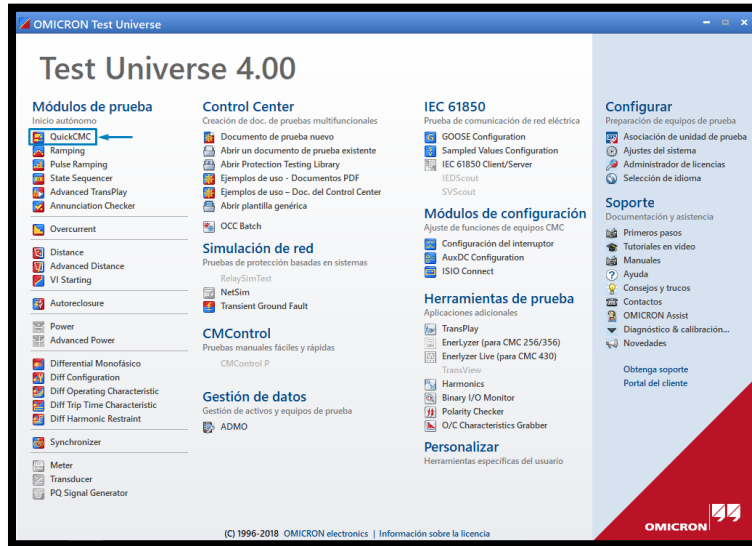 OMICRON Test Universe
Test Universe 4.00
Módulos de prueba
Inicio autónomo
QuickCMC
Ramping
Pulse Ramping
State Sequencer
Advanced TransPlay
Annunciation Checker
Overcurrent
Distance
Advanced Distance
VI Starting
Autoreclosure
Power
Advanced Power
Differential Monofásico
Diff Configuration
Diff Operating Characteristic
Diff Trip Time Characteristic
Diff Harmonic Restraint
Synchronizer
Meter
Transducer
PQ Signal Generator
Control Center
Creación de doc. de pruebas multifuncionales
Documento de prueba nuevo
Abrir un documento de prueba existente
Abrir Protection Testing Library
Ejemplos de uso - Documentos PDF
Ejemplos de uso – Doc. del Control Center
Abrir plantilla genérica
OCC Batch
Simulación de red
Pruebas de protección basadas en sistemas
RelaySimTest
NetSim
Transient Ground Fault
CMControl
Pruebas manuales fáciles y rápidas
CMControl P
Gestión de datos
Gestión de activos y equipos de prueba
ADMO
IEC 61850
Prueba de comunicación de red eléctrica
GOOSE Configuration
Sampled Values Configuration
IEC 61850 Client/Server
IEDScout
SVScout
Módulos de configuración
Ajuste de funciones de equipos CMC
Configuración del interruptor
AuxDC Configuration
ISIO Connect
Herramientas de prueba
Aplicaciones adicionales
TransPlay
EnerLyzer (para CMC 256/356)
Enerlyzer Live (para CMC 430)
TransView
Harmonics
Binary I/O Monitor
Polarity Checker
O/C Characteristics Grabber
Personalizar
Herramientas específicas del usuario
Configurar
Preparación de equipos de prueba
Asociación de unidad de prueba
Ajustes del sistema
Administrador de licencias
Selección de idioma
Soporte
Documentación y asistencia
Primeros pasos
Tutoriales en video
Manuales
Ayuda
Consejos y trucos
Contactos
OMICRON Assist
Diagnóstico & calibración...
Novedades
Obtenga soporte
Portal del cliente
OMICRON
(C) 1996-2018 OMICRON electronics | Información sobre la licencia